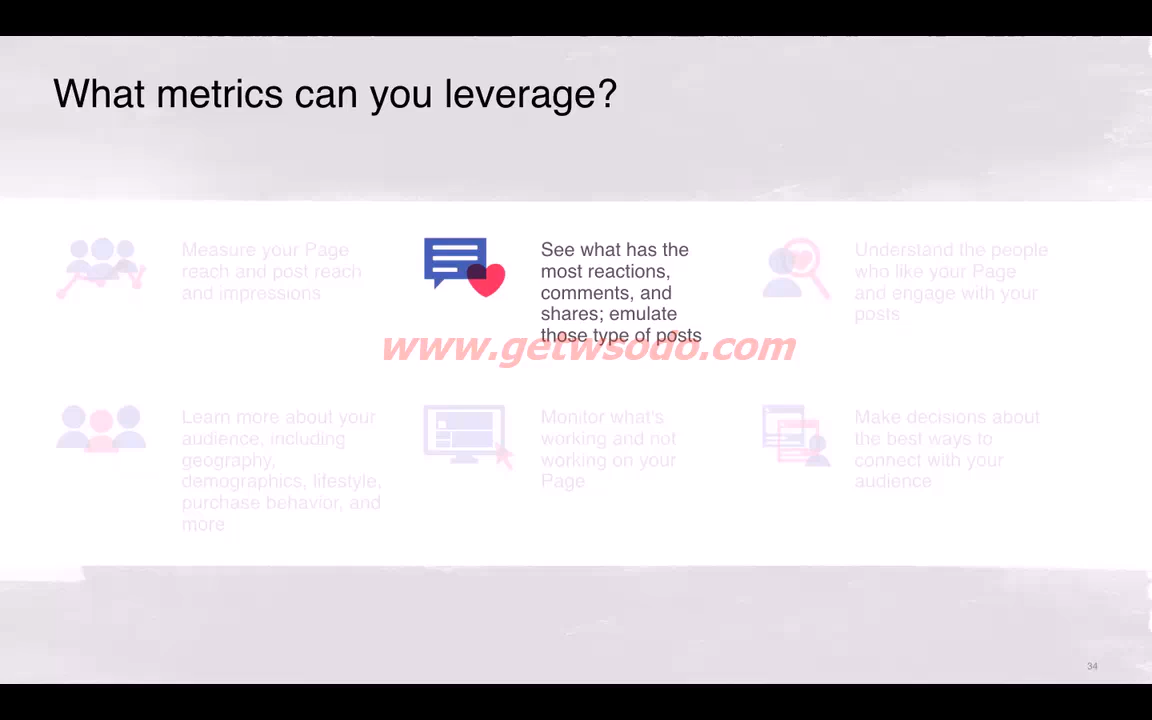 What metrics can you leverage?
Measure your Page
reach and post reach
and impressions
See what has the
most reactions,
comments, and
shares; emulate
those type of posts
Understand the people
who like your Page
and engage with your
posts
www.getwsodo.com
Learn more about your
audience, including
geography,
demographics, lifestyle,
purchase behavior, and
more
Monitor what's
working and not
working on your
Page
Make decisions about
the best ways to
connect with your
audience
34